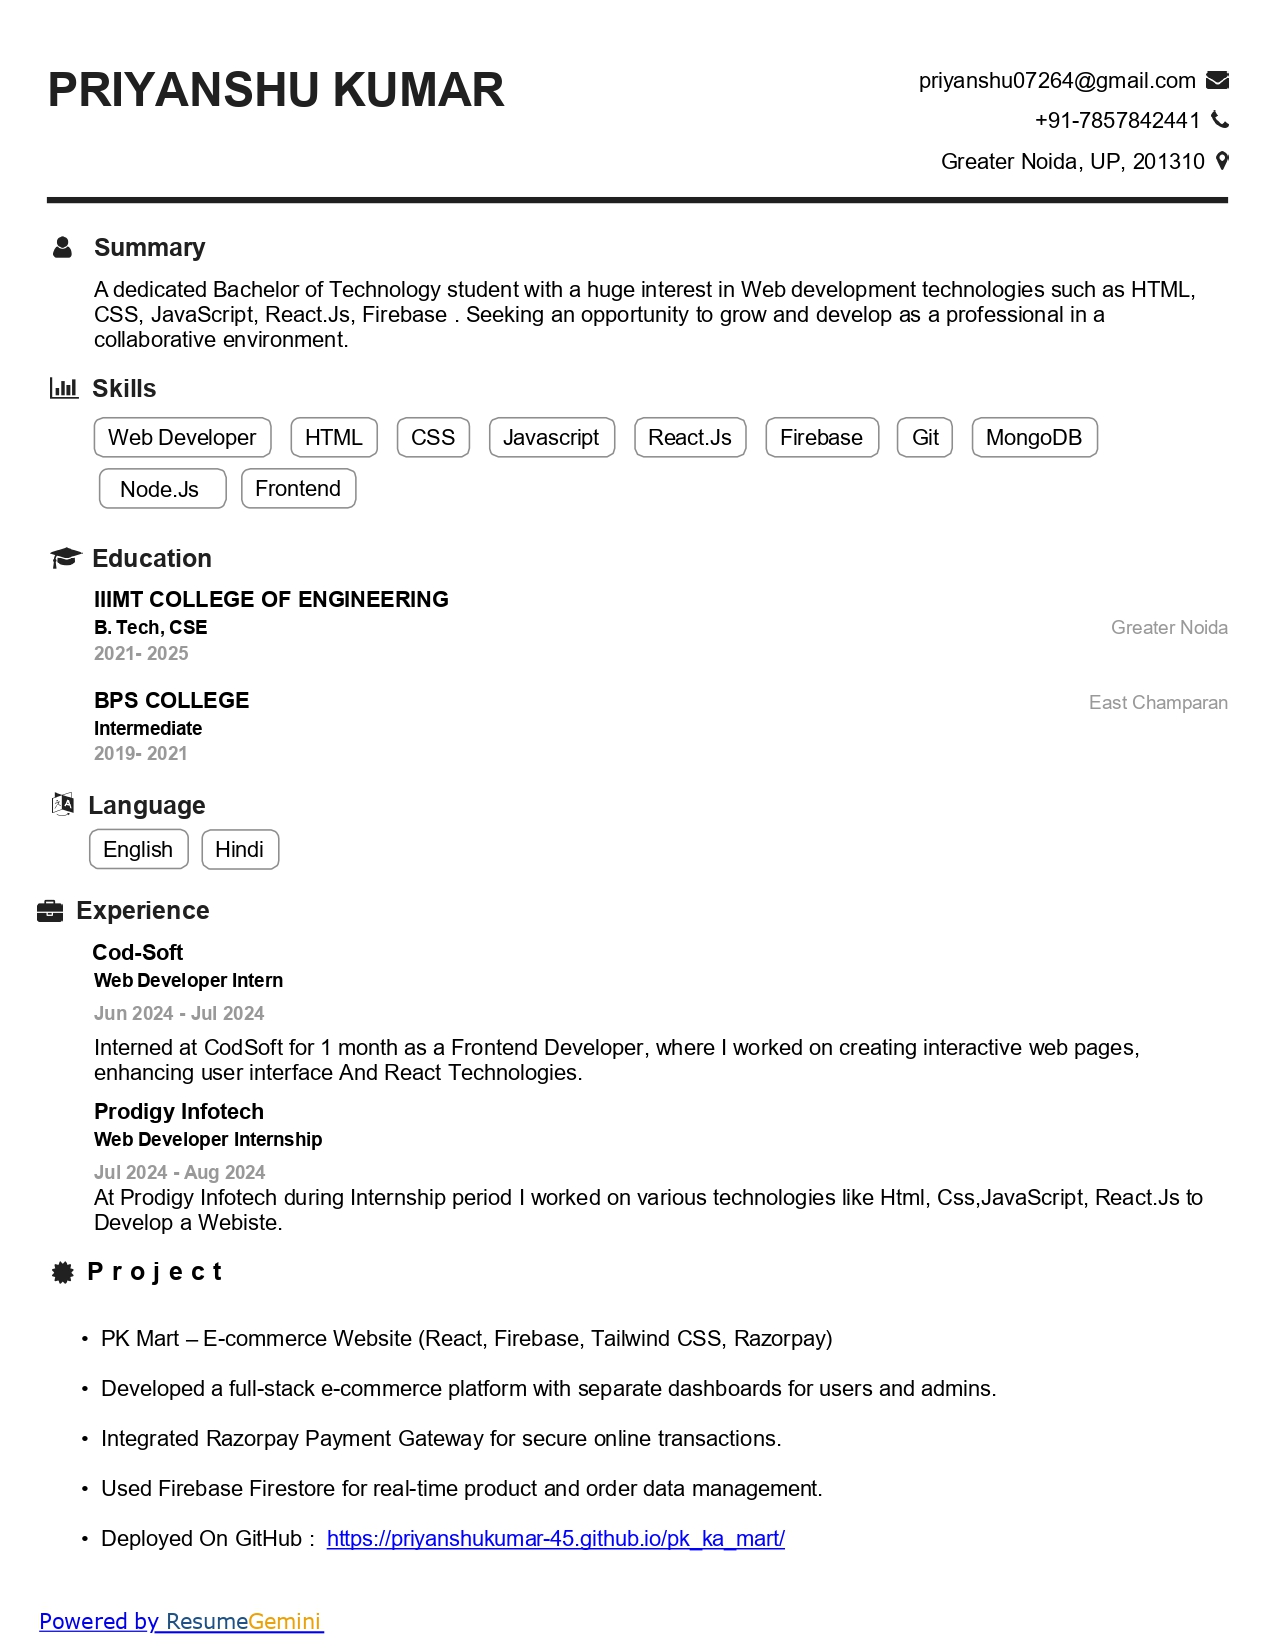 PRIYANSHU KUMAR
priyanshu07264@gmail.com
+91-7857842441
Greater Noida, UP, 201310
Summary
A dedicated Bachelor of Technology student with a huge interest in Web development technologies such as HTML,
CSS, JavaScript, React.Js, Firebase . Seeking an opportunity to grow and develop as a professional in a
collaborative environment.
Skills
Web Developer HTML CSS Javascript React.Js Firebase Git MongoDB
Node.Js Frontend
Education
IIIMT COLLEGE OF ENGINEERING
B. Tech, CSE Greater Noida
2021- 2025
BPS COLLEGE East Champaran
Intermediate
2019- 2021
Language
English Hindi
Experience
Cod-Soft
Web Developer Intern
Jun 2024 - Jul 2024
Interned at CodSoft for 1 month as a Frontend Developer, where I worked on creating interactive web pages,
enhancing user interface And React Technologies.
Prodigy Infotech
Web Developer Internship
Jul 2024 - Aug 2024
At Prodigy Infotech during Internship period I worked on various technologies like Html, Css,JavaScript, React.Js to
Develop a Webiste.
Project
• PK Mart – E-commerce Website (React, Firebase, Tailwind CSS, Razorpay)
• Developed a full-stack e-commerce platform with separate dashboards for users and admins.
• Integrated Razorpay Payment Gateway for secure online transactions.
• Used Firebase Firestore for real-time product and order data management.
• Deployed On GitHub : https://priyanshukumar-45.github.io/pk_ka_mart/
Powered by ResumeGemini